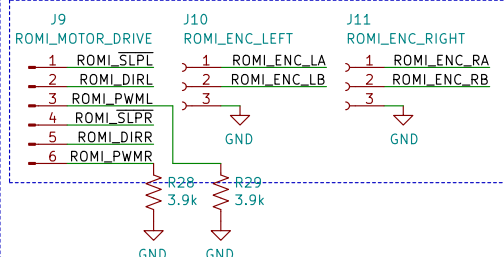 J9
ROMI_MOTOR_DRIVE
1 ROMI_SLPL
2 ROMI_DIRL
3 ROMI_PWML
4 ROMI_SLPR
5 ROMI_DIRR
6 ROMI_PWMR
J10
ROMI_ENC_LEFT
1 ROMI_ENC_LA
2 ROMI_ENC_LB
3
GND
J11
ROMI_ENC_RIGHT
1 ROMI_ENC_RA
2 ROMI_ENC_RB
3
GND
R28
3.9k
GND
R29
3.9k
GND